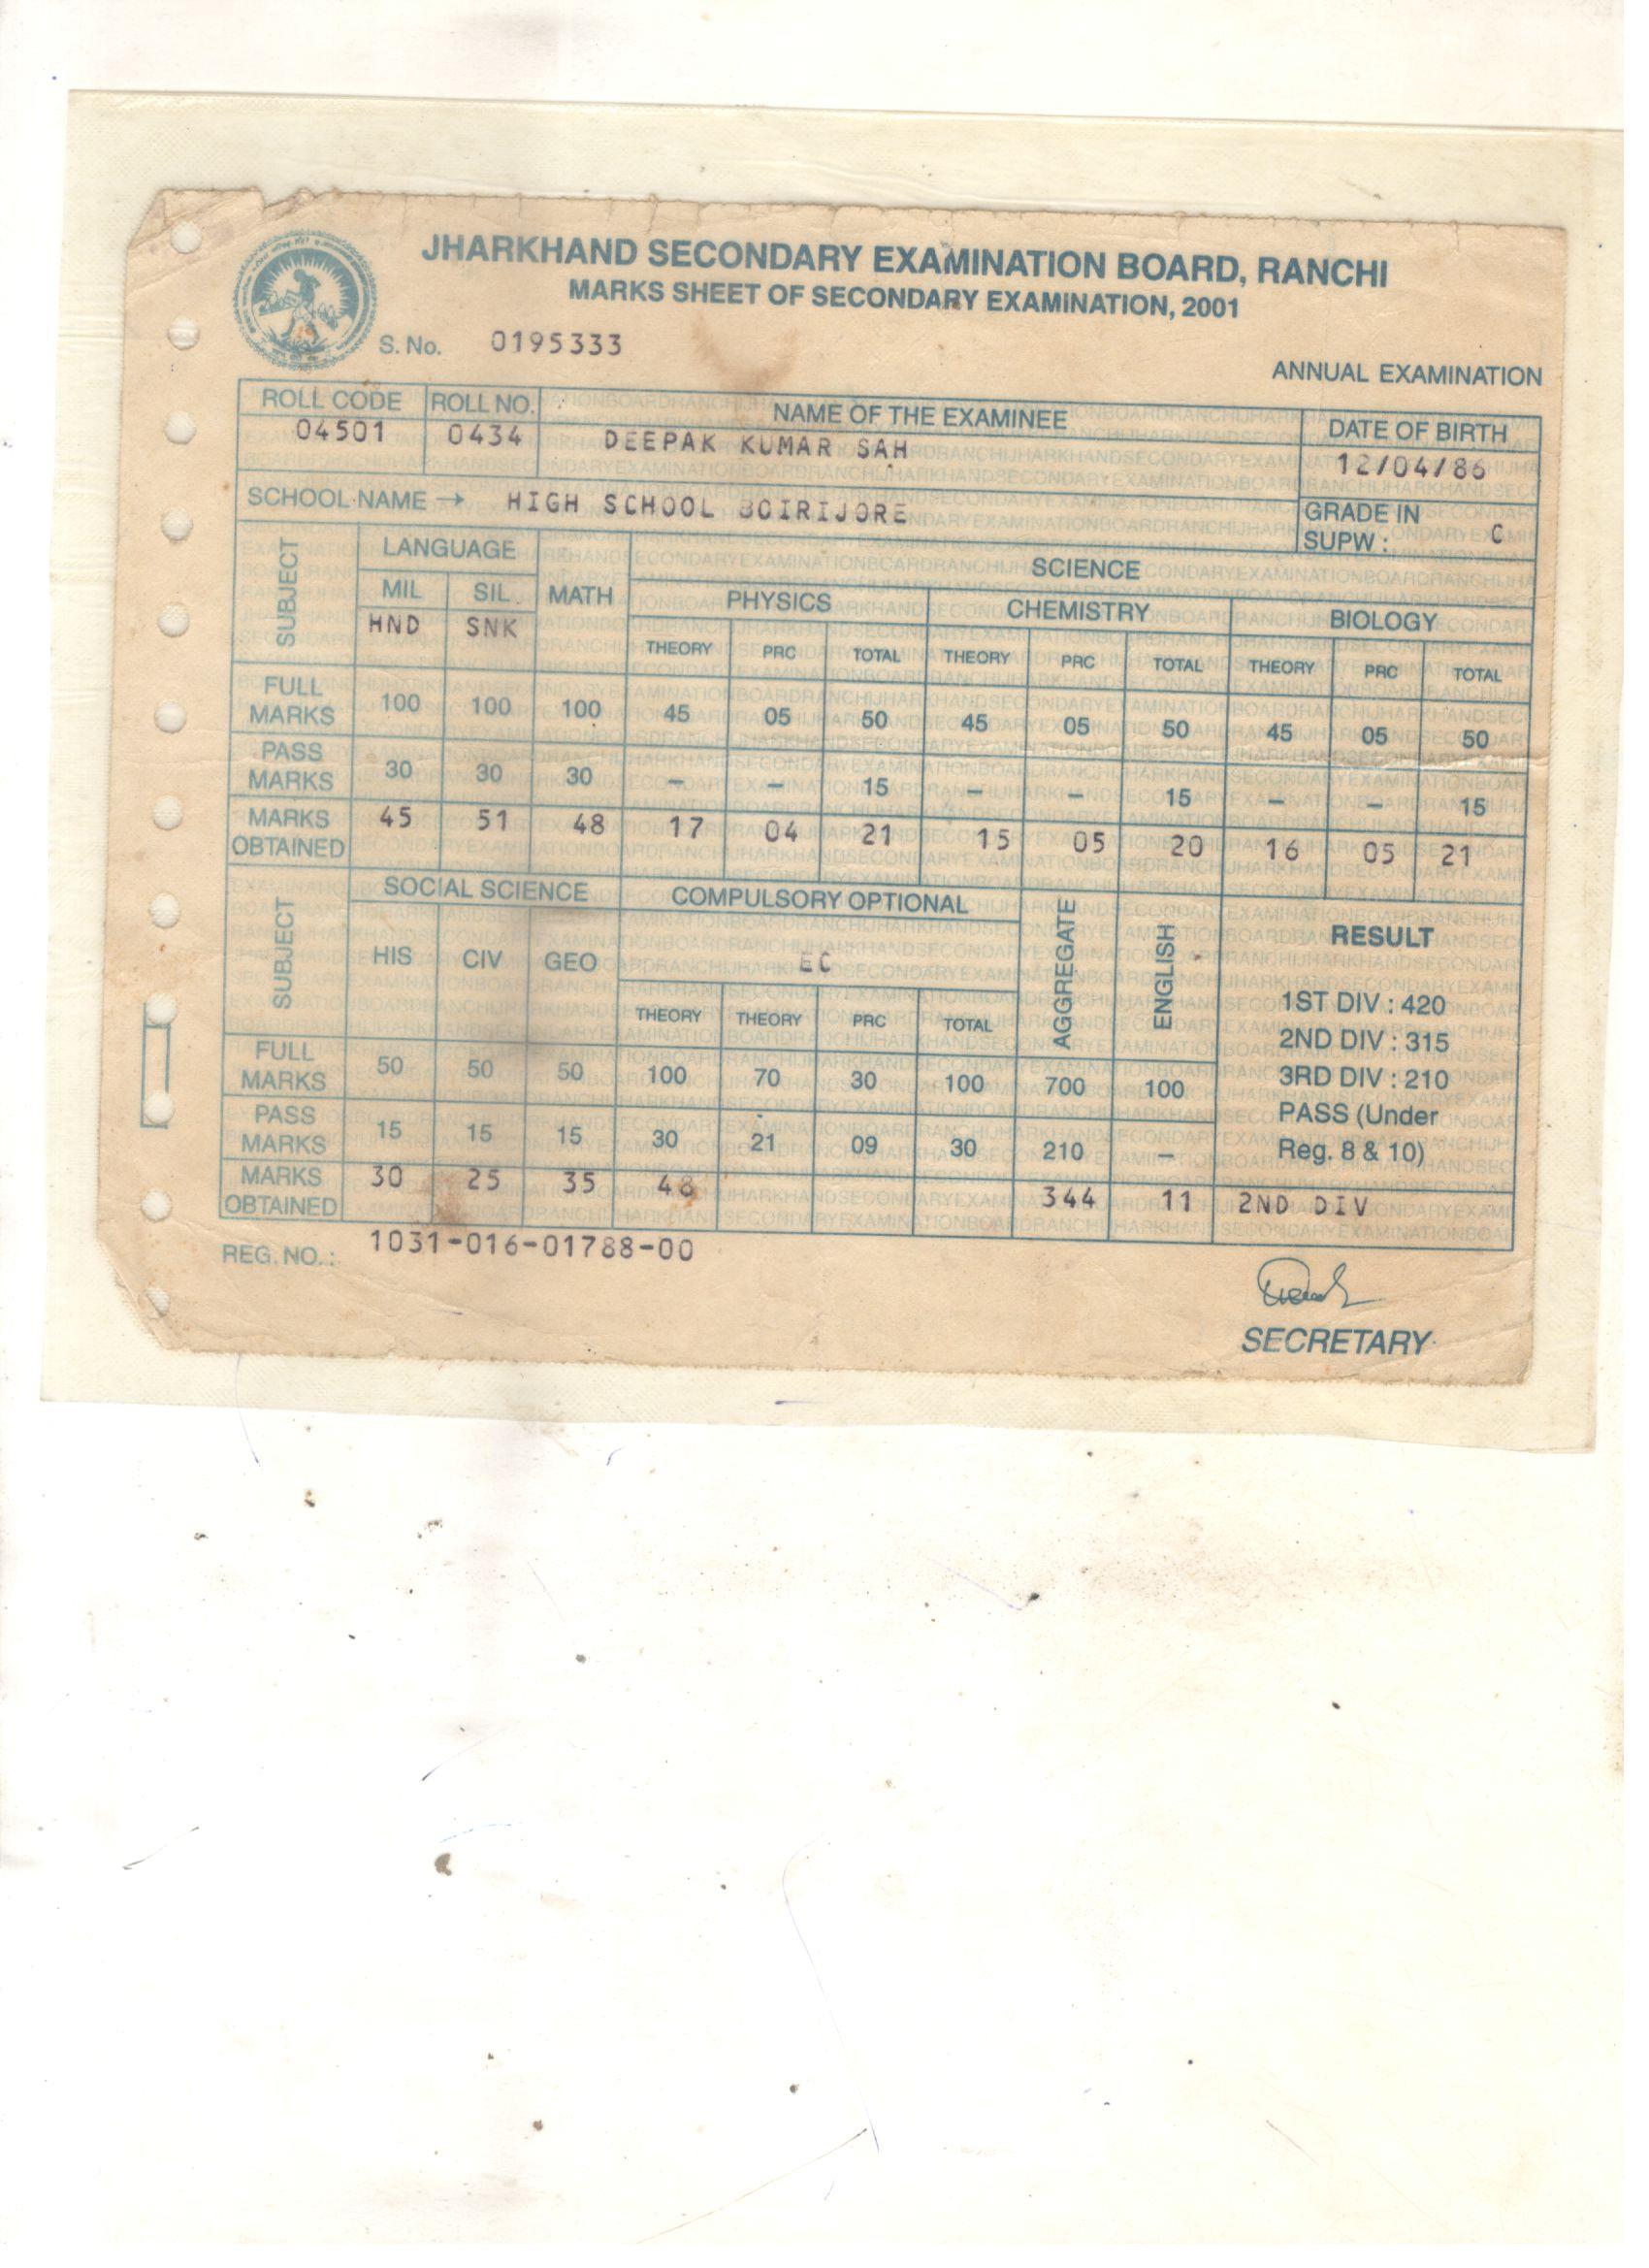 JHARKHAND SECONDARY EXAMINATION BOARD, RANCHI
MARKS SHEET OF SECONDARY EXAMINATION, 2001
S. No. 0195333
ANNUAL EXAMINATION
ROLL CODE ROLL NO. NAME OF THE EXAMINEE DATE OF BIRTH
04501 0434 DEEPAK KUMAR SAH 12/04/86
SCHOOL NAME → HIGH SCHOOL BOIRIJORE GRADE IN SUPW : C
SUBJECT LANGUAGE MATH SCIENCE
MIL SIL PHYSICS CHEMISTRY BIOLOGY
HND SNK THEORY PRC TOTAL THEORY PRC TOTAL THEORY PRC TOTAL
FULL MARKS 100 100 100 45 05 50 45 05 50 45 05 50
PASS MARKS 30 30 30 – – 15 – – 15 – – 15
MARKS OBTAINED 45 51 48 17 04 21 15 05 20 16 05 21
SUBJECT SOCIAL SCIENCE COMPULSORY OPTIONAL AGGREGATE ENGLISH RESULT
HIS CIV GEO EC
THEORY THEORY PRC TOTAL
FULL MARKS 50 50 50 100 70 30 100 700 100
PASS MARKS 15 15 15 30 21 09 30 210 –
1ST DIV : 420
2ND DIV : 315
3RD DIV : 210
PASS (Under
Reg. 8 & 10)
MARKS OBTAINED 30 25 35 48 344 11 2ND DIV
REG. NO. : 1031-016-01788-00
SECRETARY